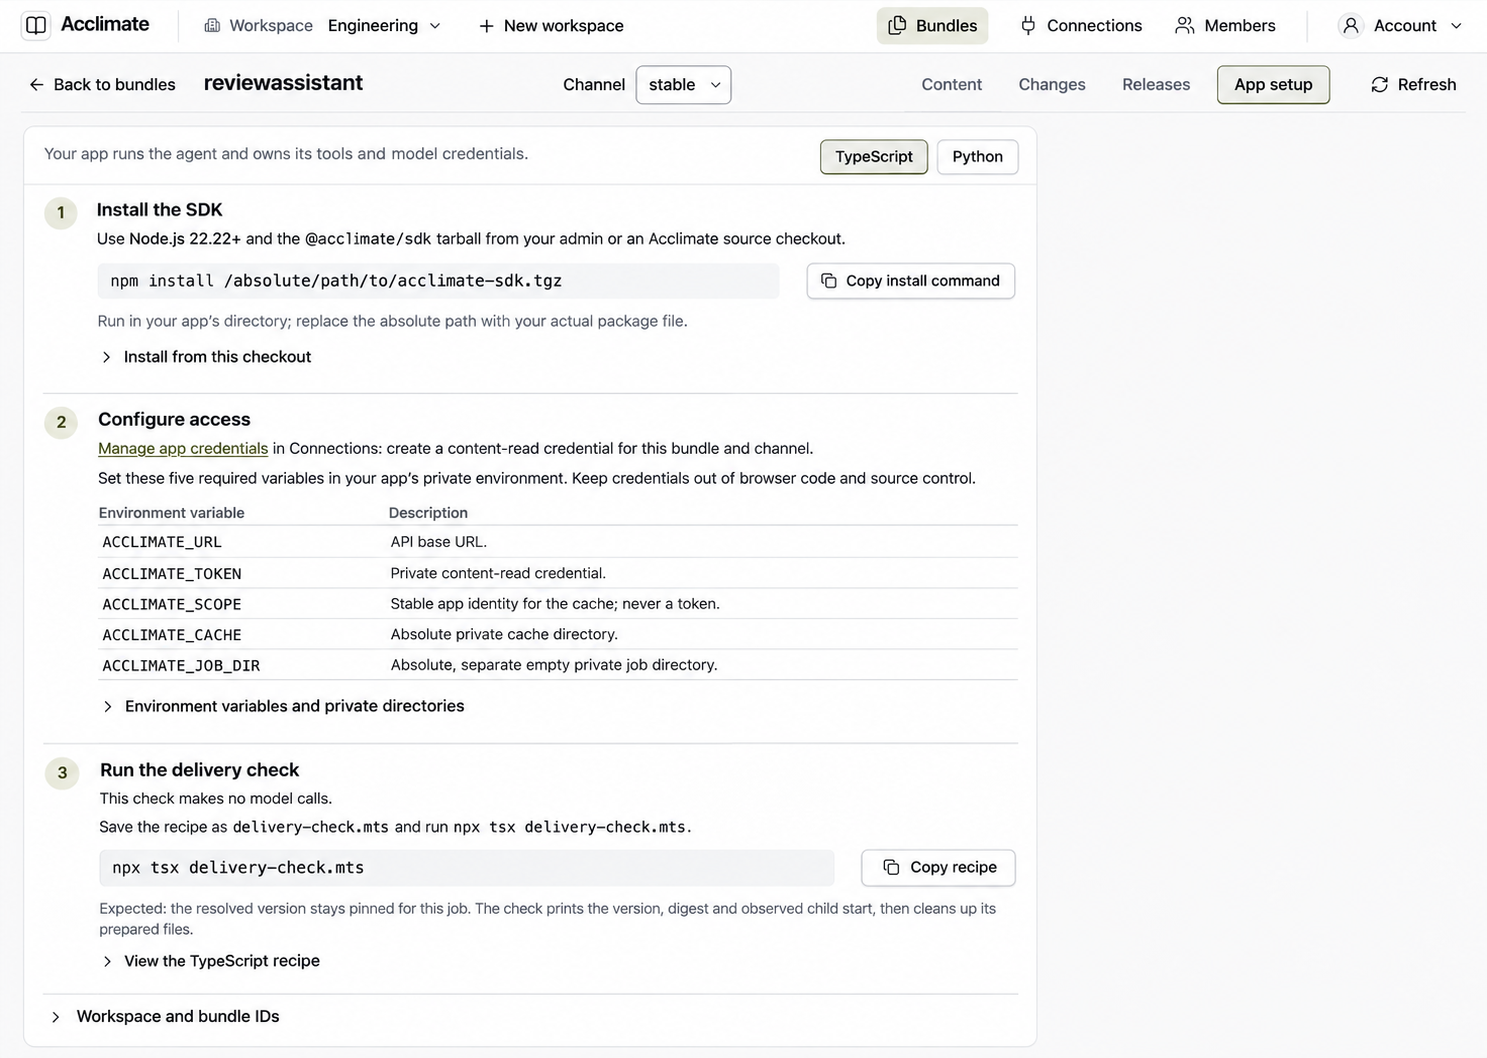 Acclimate
Workspace Engineering
New workspace
Bundles
Connections
Members
Account
Back to bundles
reviewassistant
Channel stable
Content
Changes
Releases
App setup
Refresh
Your app runs the agent and owns its tools and model credentials.
TypeScript
Python
1 Install the SDK
Use Node.js 22.22+ and the @acclimate/sdk tarball from your admin or an Acclimate source checkout.
npm install /absolute/path/to/acclimate-sdk.tgz
Copy install command
Run in your app's directory; replace the absolute path with your actual package file.
Install from this checkout
2 Configure access
Manage app credentials in Connections: create a content-read credential for this bundle and channel.
Set these five required variables in your app's private environment. Keep credentials out of browser code and source control.
Environment variable Description
ACCLIMATE_URL API base URL.
ACCLIMATE_TOKEN Private content-read credential.
ACCLIMATE_SCOPE Stable app identity for the cache; never a token.
ACCLIMATE_CACHE Absolute private cache directory.
ACCLIMATE_JOB_DIR Absolute, separate empty private job directory.
Environment variables and private directories
3 Run the delivery check
This check makes no model calls.
Save the recipe as delivery-check.mts and run npx tsx delivery-check.mts.
npx tsx delivery-check.mts
Copy recipe
Expected: the resolved version stays pinned for this job. The check prints the version, digest and observed child start, then cleans up its
prepared files.
View the TypeScript recipe
Workspace and bundle IDs